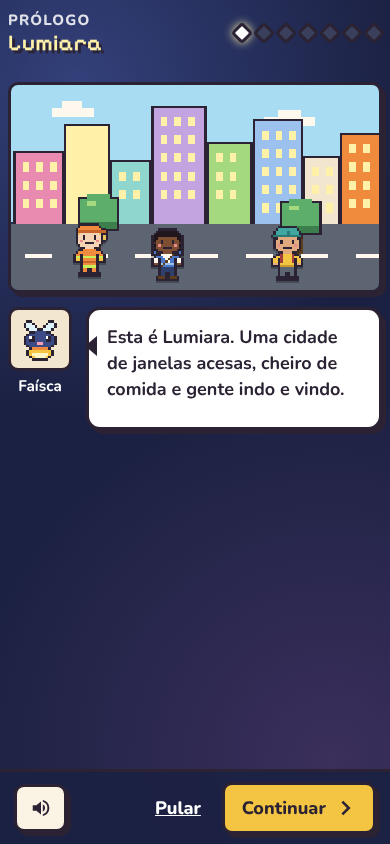 PRÓLOGO
Lumiara
Esta é Lumiara. Uma cidade
de janelas acesas, cheiro de
comida e gente indo e vindo.
Faísca
Pular
Continuar